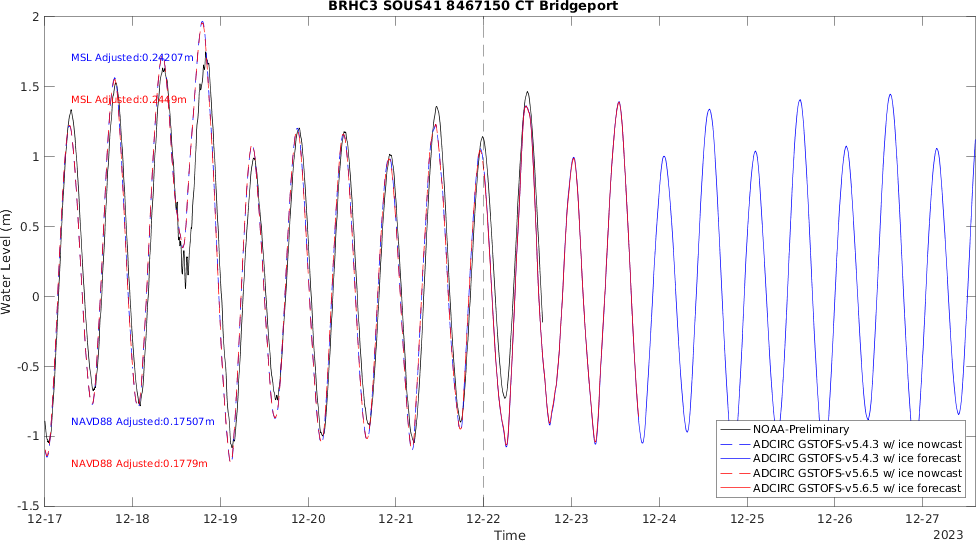 BRHC3 SOUS41 8467150 CT Bridgeport
2
1.5
1
0.5
0
-0.5
-1
-1.5
Water Level (m)
MSL Adjusted:0.24207m
MSL Adjusted:0.2449m
NAVD88 Adjusted:0.17507m
NAVD88 Adjusted:0.1779m
NOAA-Preliminary
ADCIRC GSTOFS-v5.4.3 w/ ice nowcast
ADCIRC GSTOFS-v5.4.3 w/ ice forecast
ADCIRC GSTOFS-v5.6.5 w/ ice nowcast
ADCIRC GSTOFS-v5.6.5 w/ ice forecast
12-17 12-18 12-19 12-20 12-21 12-22 12-23 12-24 12-25 12-26 12-27
Time
2023